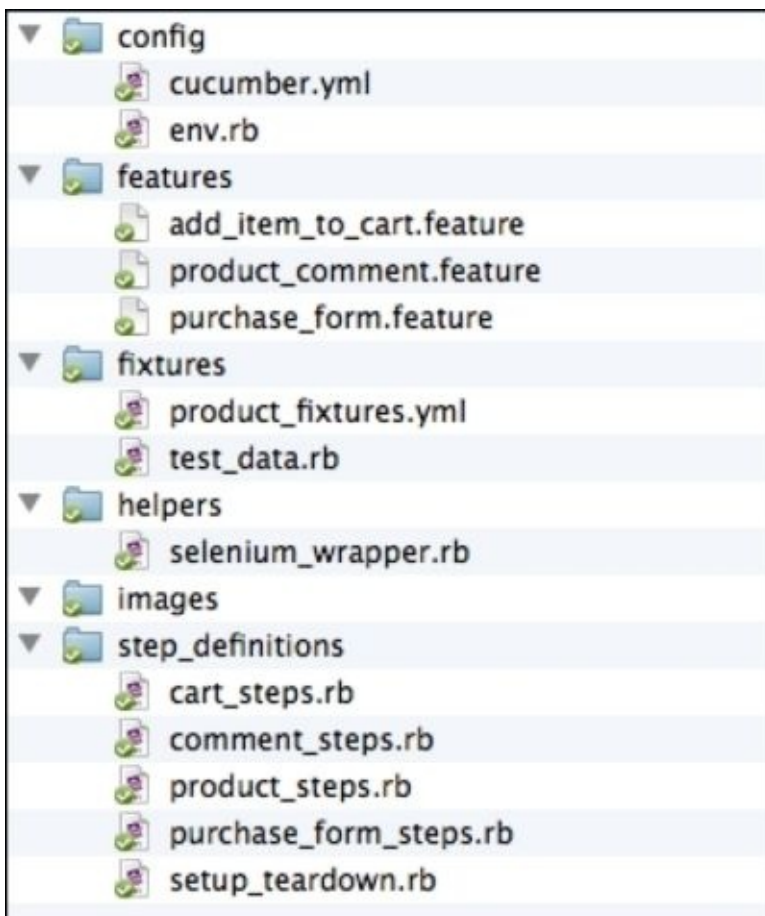 config
cucumber.yml
env.rb
features
add_item_to_cart.feature
product_comment.feature
purchase_form.feature
fixtures
product_fixtures.yml
test_data.rb
helpers
selenium_wrapper.rb
images
step_definitions
cart_steps.rb
comment_steps.rb
product_steps.rb
purchase_form_steps.rb
setup_teardown.rb